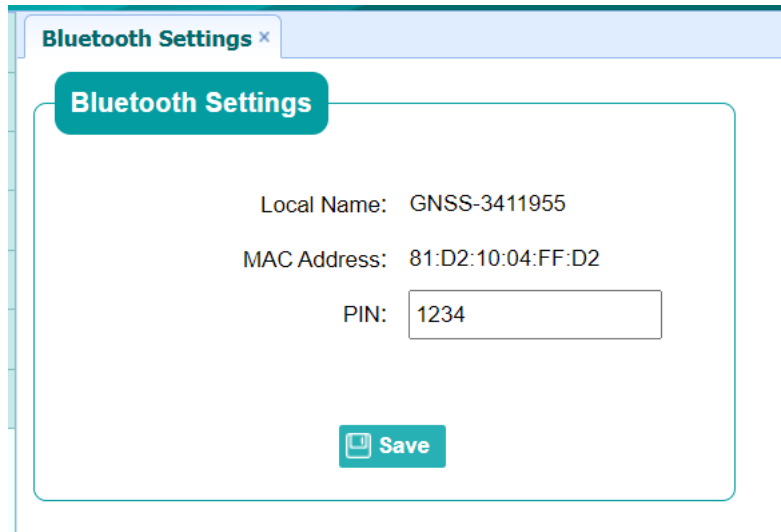 Bluetooth Settings ×
Bluetooth Settings
Local Name: GNSS-3411955
MAC Address: 81:D2:10:04:FF:D2
PIN: 1234
Save